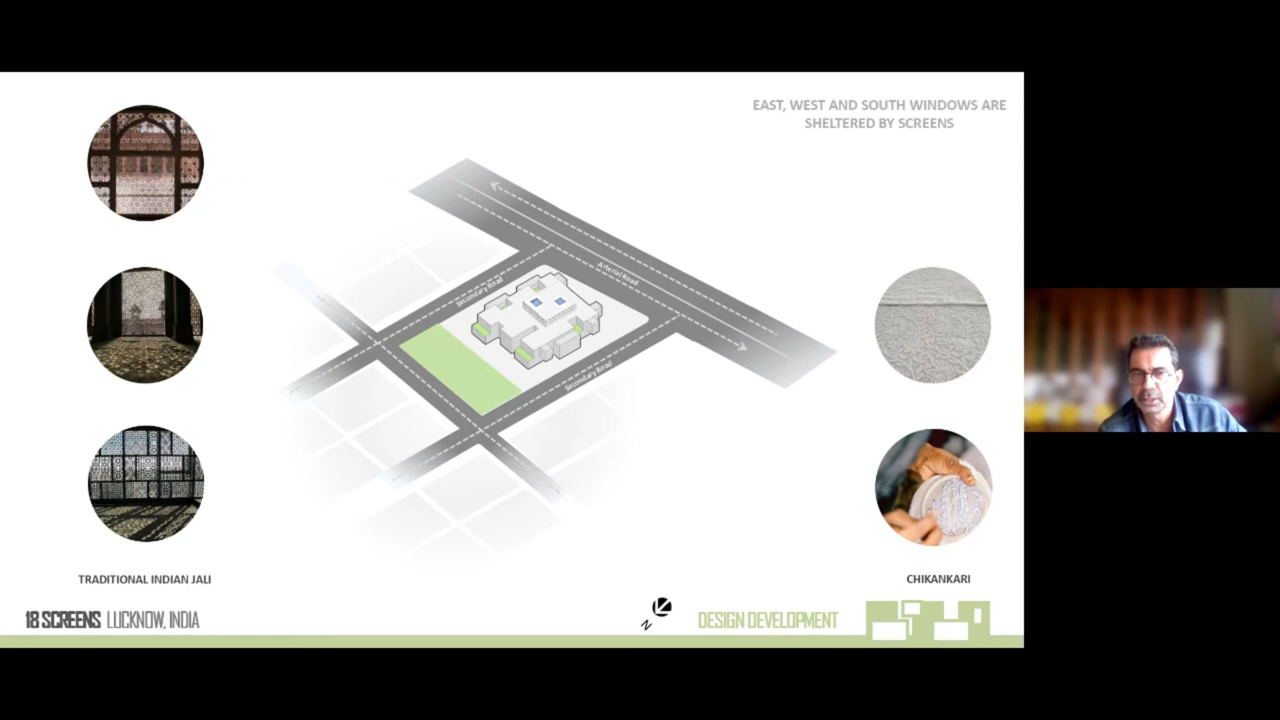 EAST, WEST AND SOUTH WINDOWS ARE
SHELTERED BY SCREENS
Arterial Road
Secondary Road
Secondary Road
TRADITIONAL INDIAN JALI
CHIKANKARI
18 SCREENS LUCKNOW, INDIA
N
DESIGN DEVELOPMENT